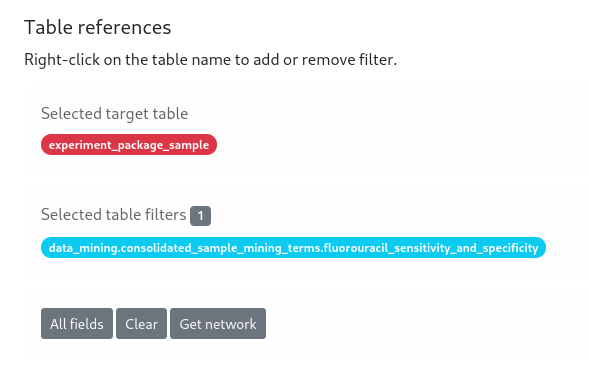 Table references
Right-click on the table name to add or remove filter.
Selected target table
experiment_package_sample
Selected table filters 1
data_mining.consolidated_sample_mining_terms.fluorouracil_sensitivity_and_specificity
All fields Clear Get network